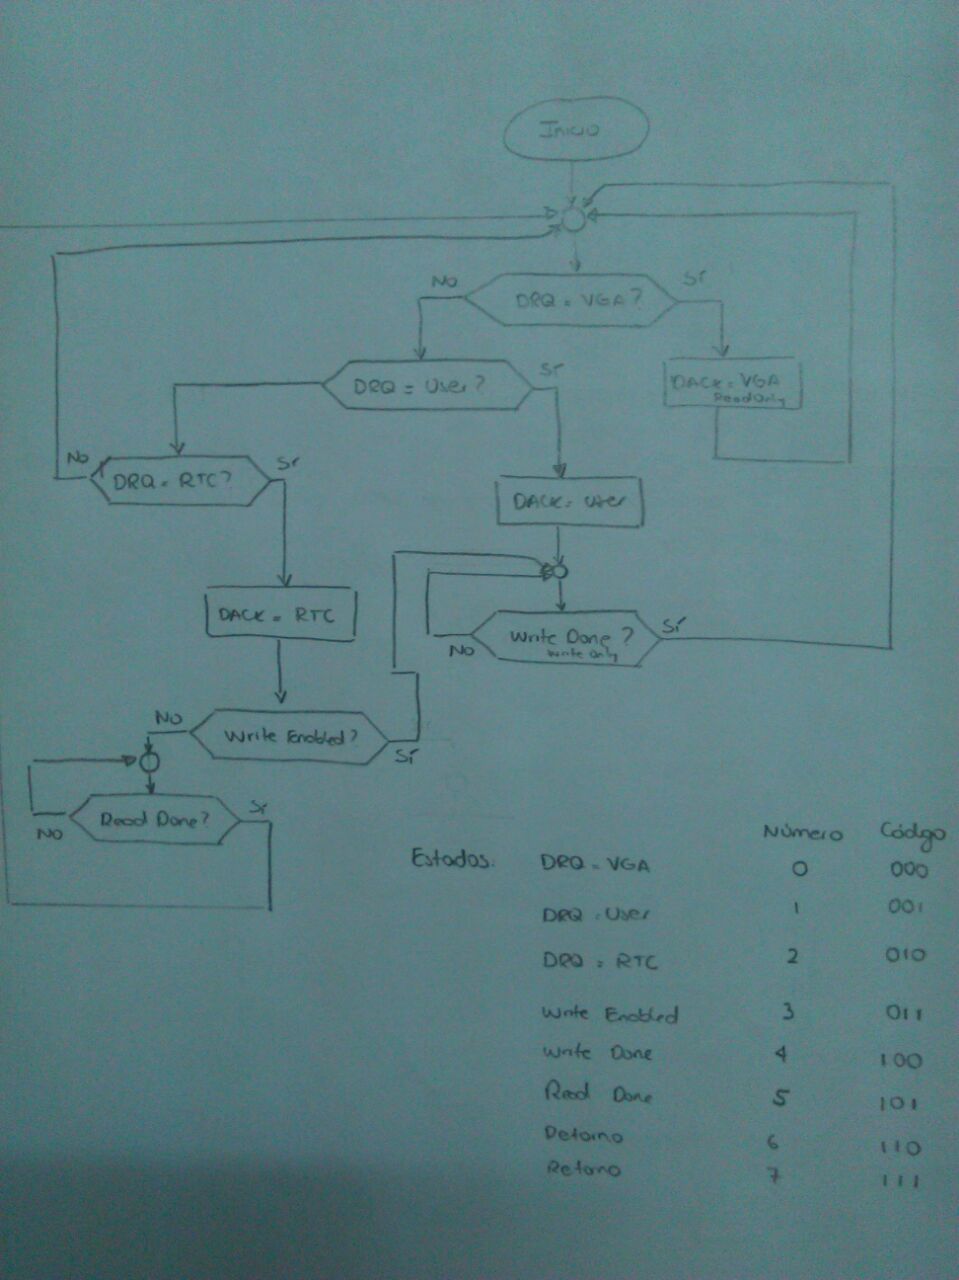 Inicio
No
Sí
DRQ = VGA?
DRQ = User?
Sí
DACK = VGA
Read Only
No
Sí
DRQ = RTC?
DACK = User
DACK = RTC
Write Done?
Write Only
Sí
No
No
Write Enabled?
Sí
Read Done?
Sí
No
Número Código
Estados: DRQ = VGA 0 000
DRQ = User 1 001
DRQ = RTC 2 010
Write Enabled 3 011
Write Done 4 100
Read Done 5 101
Retorno 6 110
Retorno 7 111